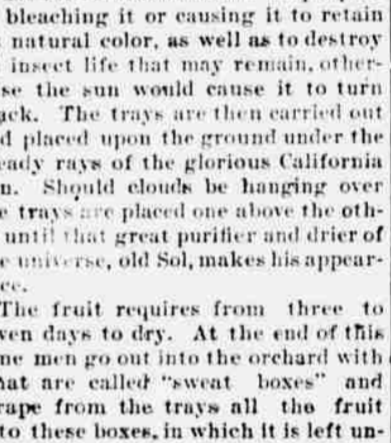 bleaching it or causing it to retain
natural color, as well as to destroy
insect life that may remain, other-
se the sun would cause it to turn
ack. The trays are then carried out
d placed upon the ground under the
eady rays of the glorious California
n. Should clouds be hanging over
e trays are placed one above the oth-
until that great purifier and drier of
e universe, old Sol, makes his appear-
ce.
The fruit requires from three to
ven days to dry. At the end of this
me men go out into the orchard with
hat are called "sweat boxes" and
rape from the trays all the fruit
to these boxes, in which it is left un-